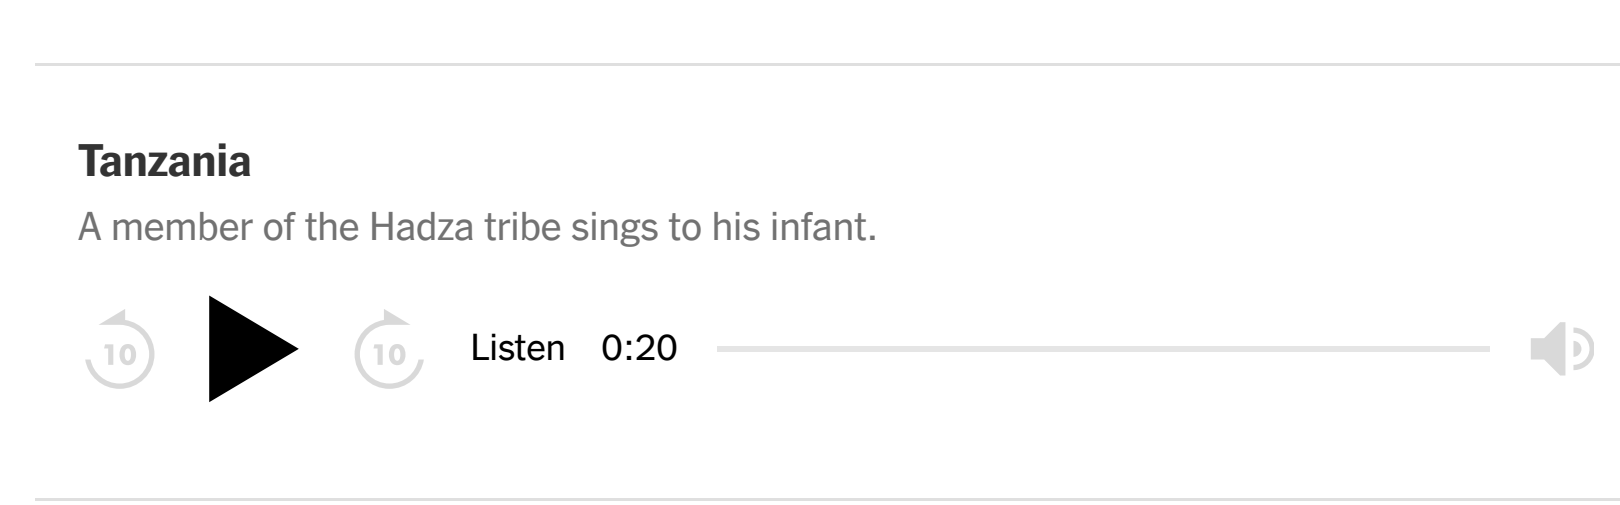 Tanzania
A member of the Hadza tribe sings to his infant.
10 10 Listen 0:20